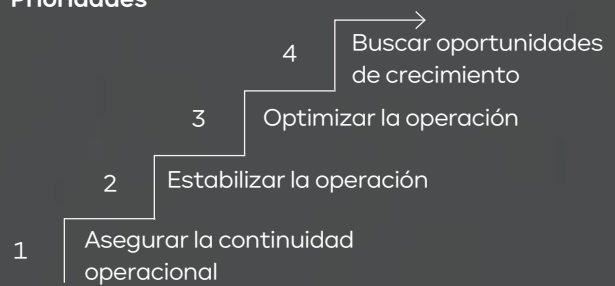 Prioridades
4
Buscar oportunidades
de crecimiento
3
Optimizar la operación
2
Estabilizar la operación
1
Asegurar la continuidad
operacional